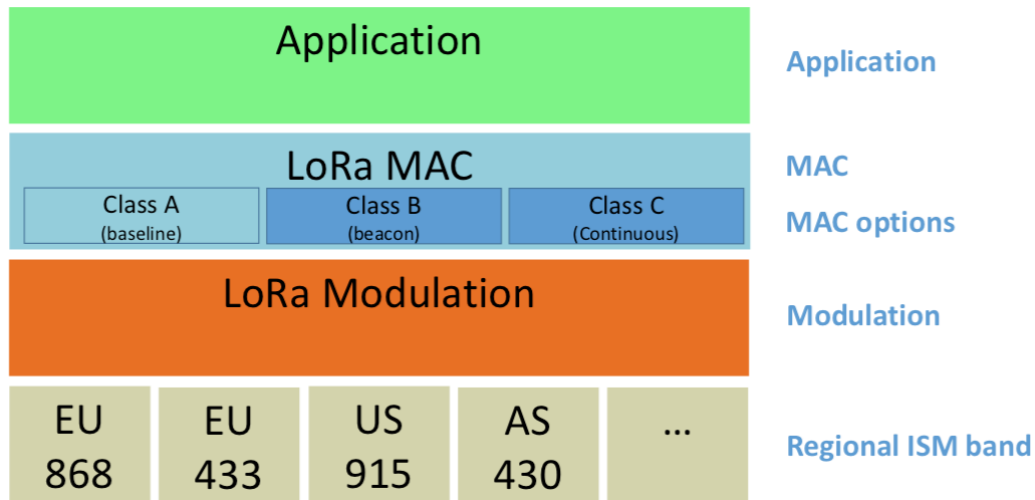 Application
Application
LoRa MAC
MAC
Class A
(baseline)
Class B
(beacon)
Class C
(Continuous)
MAC options
LoRa Modulation
Modulation
EU
868
EU
433
US
915
AS
430
...
Regional ISM band